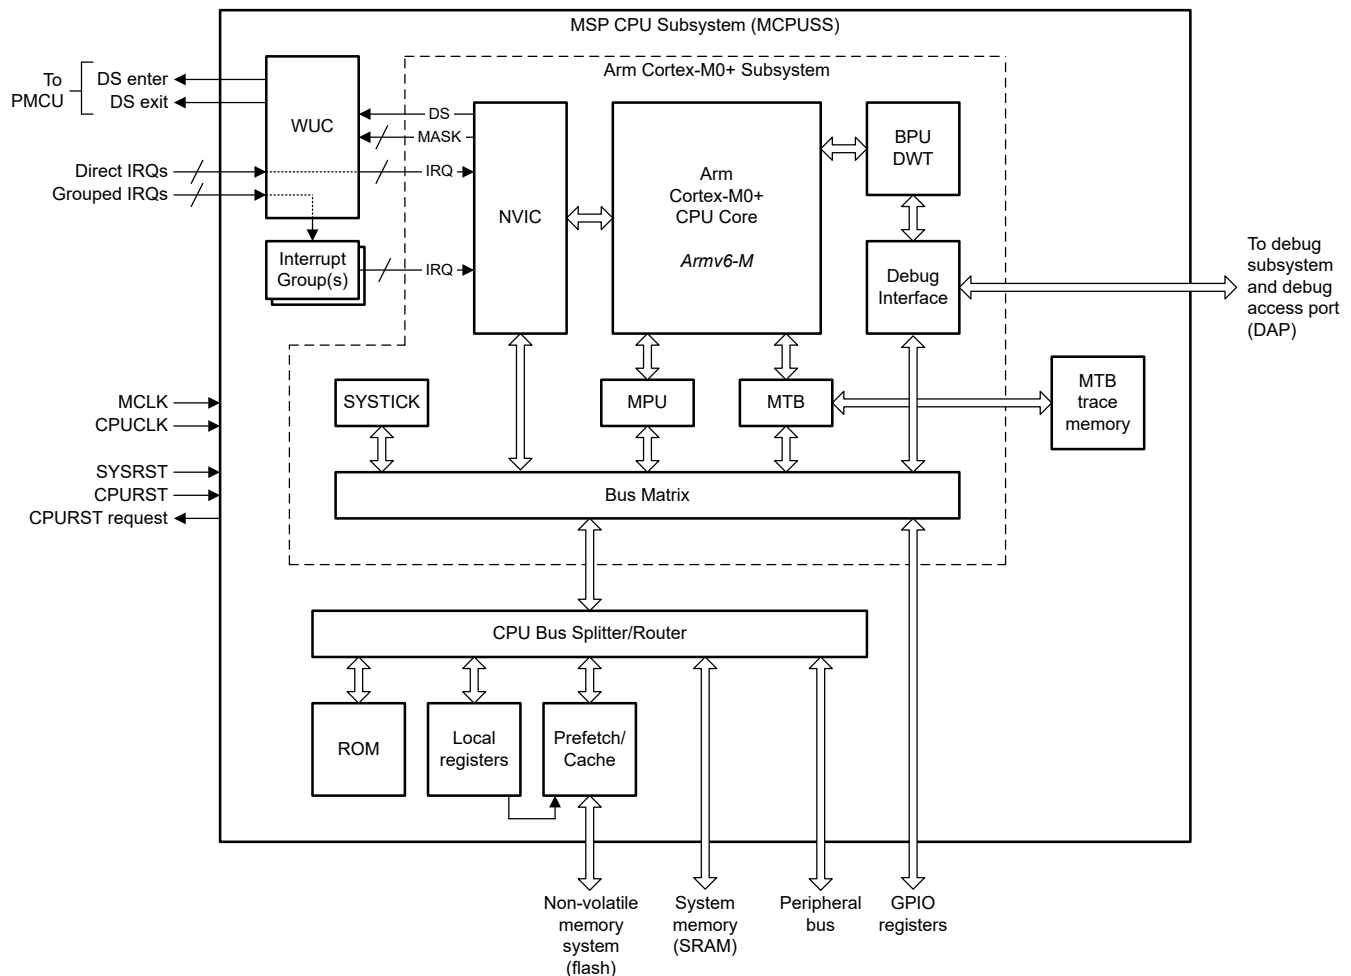 MSP CPU Subsystem (MCPUSS)
Arm Cortex-M0+ Subsystem
To
PMCU
DS enter
DS exit
WUC
DS
MASK
Direct IRQs
IRQ
Grouped IRQs
NVIC
Arm
Cortex-M0+
CPU Core
Armv6-M
BPU
DWT
Interrupt
Group(s)
IRQ
Debug
Interface
To debug
subsystem
and debug
access port
(DAP)
MCLK
CPUCLK
SYSTICK
MPU
MTB
MTB
trace
memory
SYSRST
CPURST
CPURST request
Bus Matrix
CPU Bus Splitter/Router
ROM
Local
registers
Prefetch/
Cache
Non-volatile
memory
system
(flash)
System
memory
(SRAM)
Peripheral
bus
GPIO
registers